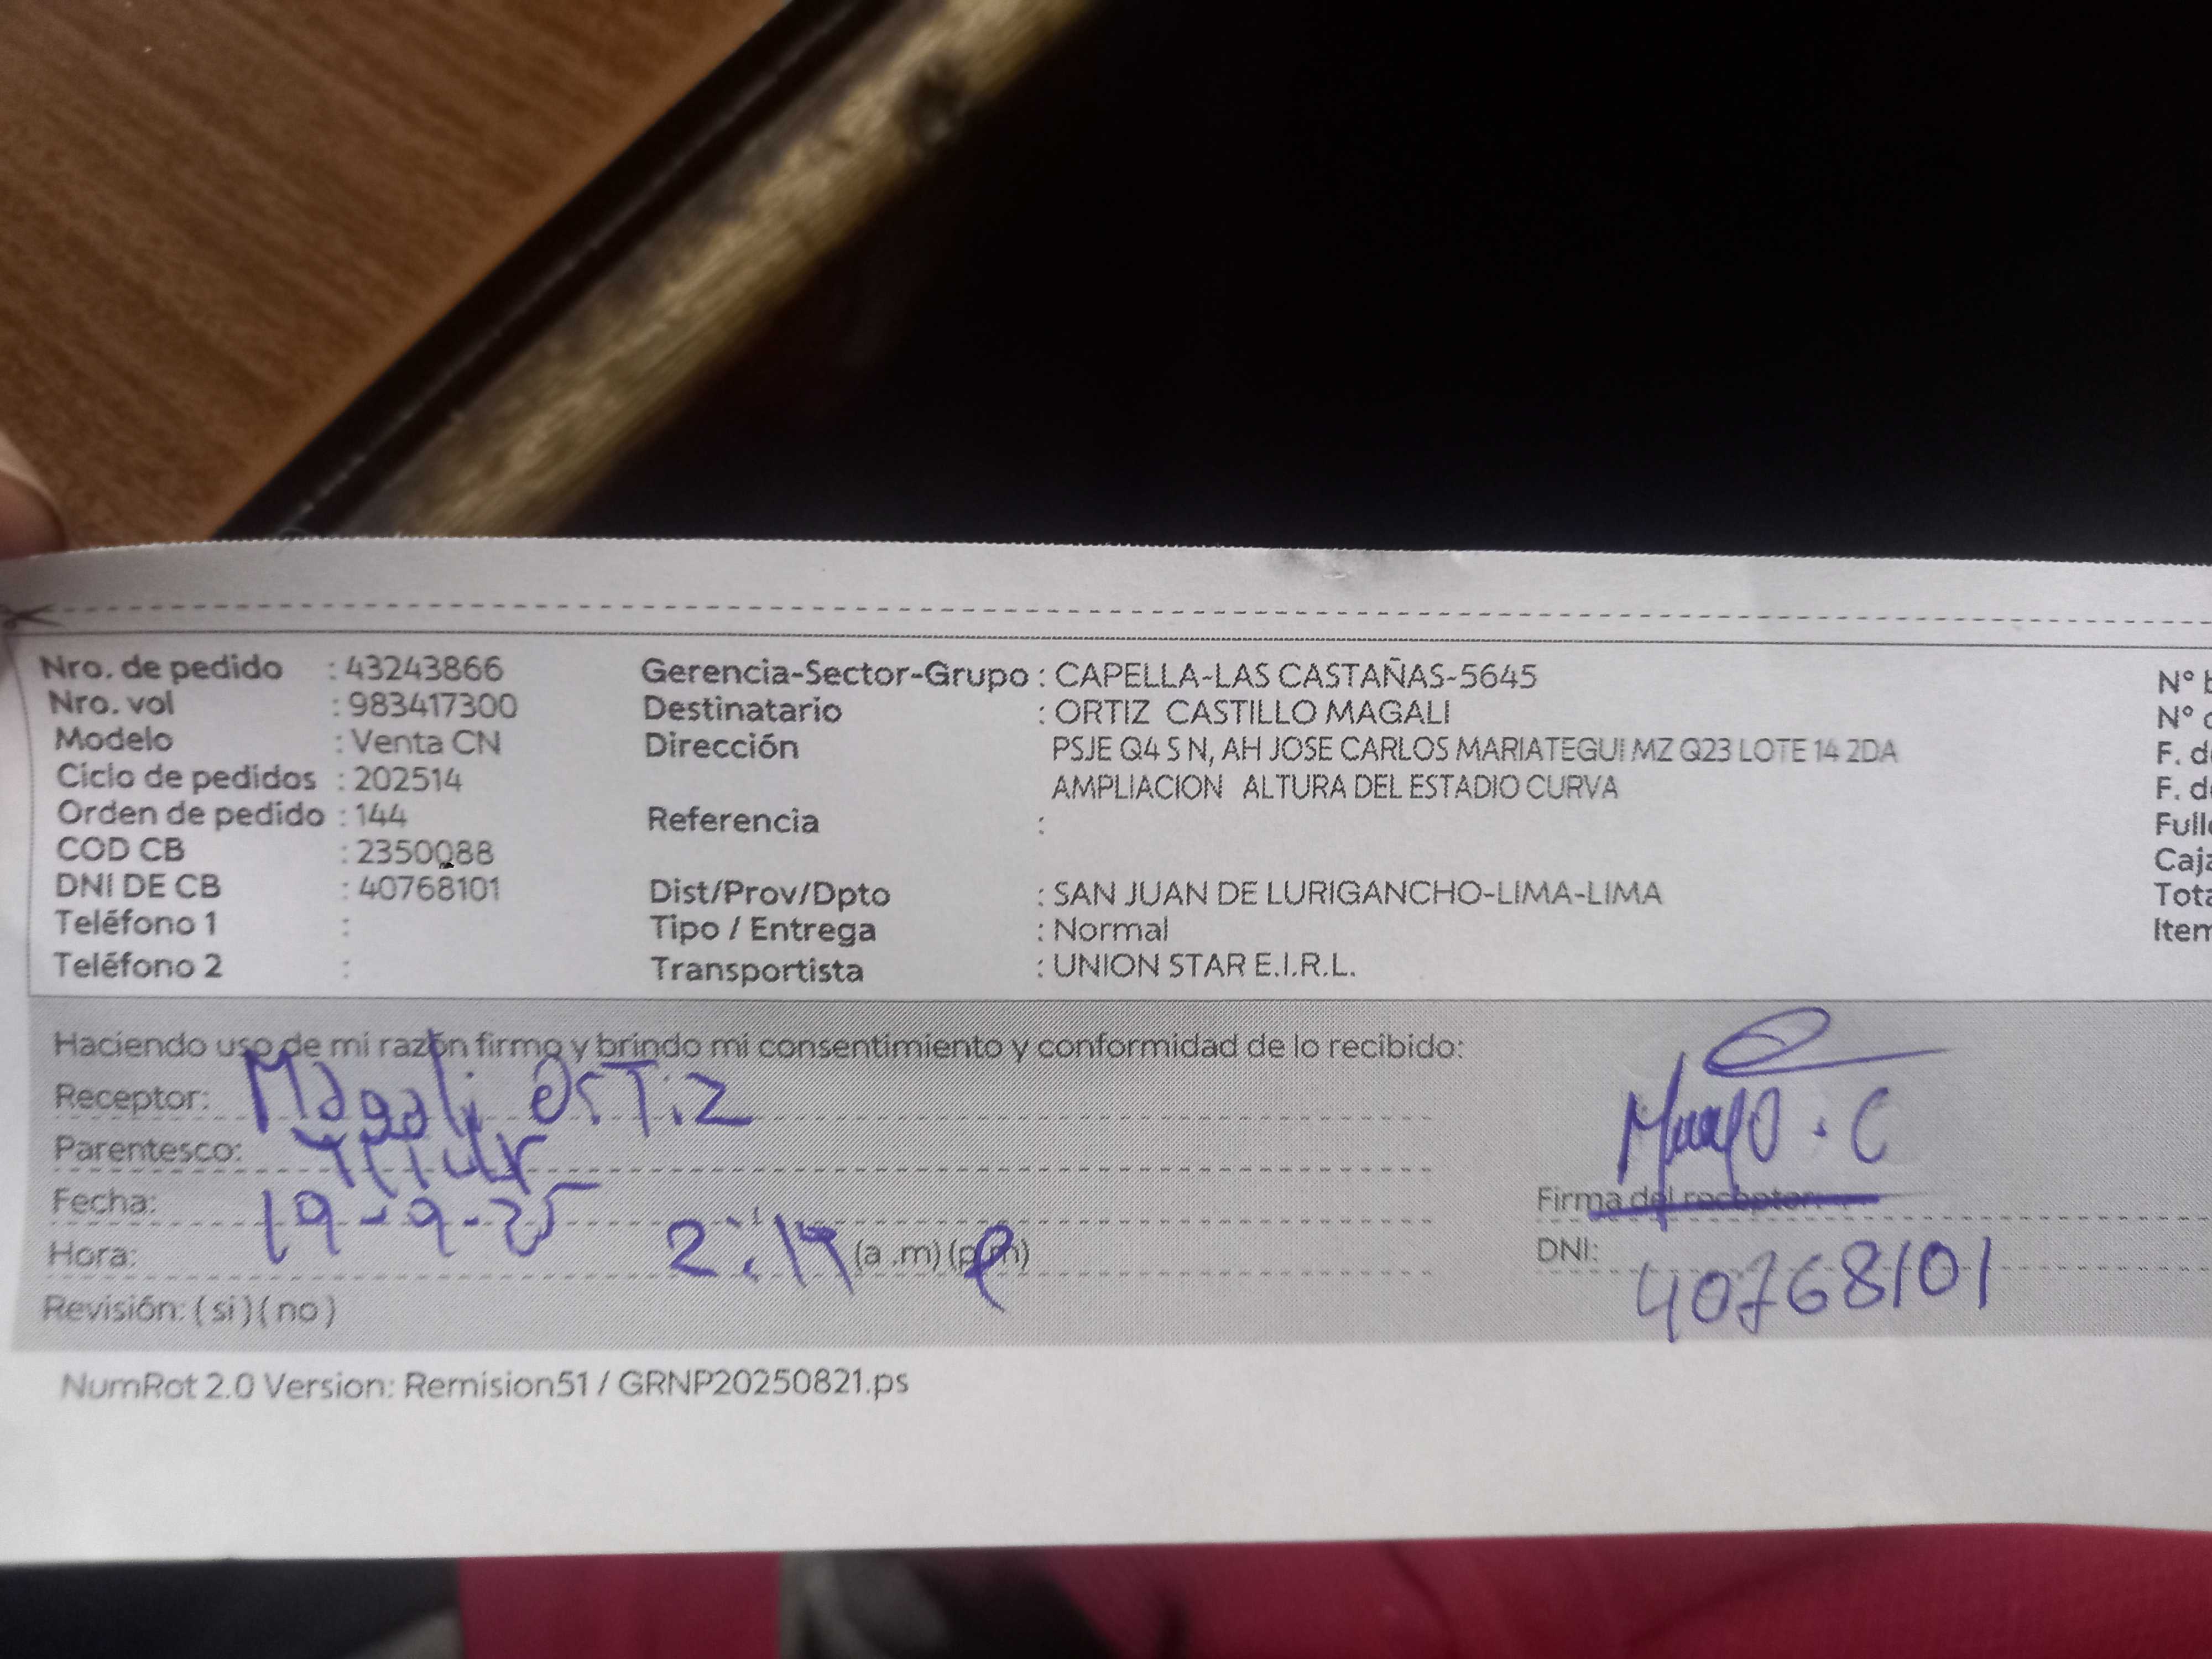 Nro. de pedido : 43243866
Nro. vol : 983417300
Modelo : Venta CN
Ciclo de pedidos : 202514
Orden de pedido : 144
COD CB : 2350088
DNI DE CB : 40768101
Teléfono 1 :
Teléfono 2 :
Gerencia-Sector-Grupo : CAPELLA-LAS CASTAÑAS-5645
Destinatario : ORTIZ CASTILLO MAGALI
Dirección PSJE Q4 S N, AH JOSE CARLOS MARIATEGUI MZ Q23 LOTE 14 2DA
AMPLIACION ALTURA DEL ESTADIO CURVA
Referencia :
Dist/Prov/Dpto : SAN JUAN DE LURIGANCHO-LIMA-LIMA
Tipo / Entrega : Normal
Transportista : UNION STAR E.I.R.L.
N°
N°
F.
F.
Haciendo uso de mi razón firmo y brindo mi consentimiento y conformidad de lo recibido:
Receptor: Magali OrTiz
Parentesco: Titular
Fecha: 19-9-25
Hora: 2:14 (a .m) (p.m)
Revisión: ( si ) ( no )
Firma del receptor:
DNI: 40768101
NumRot 2.0 Version: Remision51 / GRNP20250821.ps